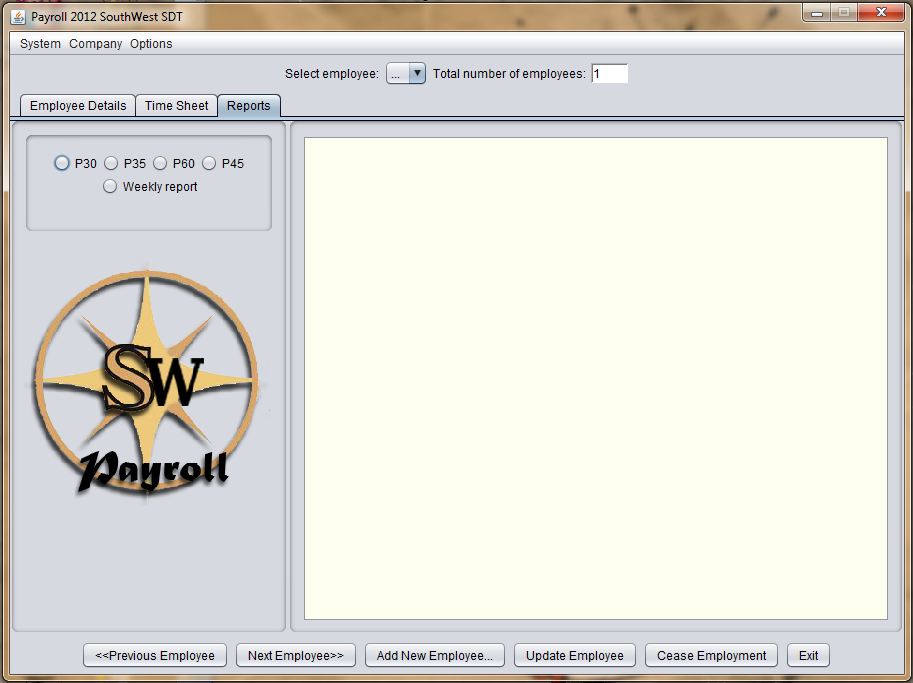 Payroll 2012 SouthWest SDT
System Company Options
Select employee: ... Total number of employees: 1
Employee Details Time Sheet Reports
P30 P35 P60 P45
Weekly report
SW
Payroll
<<Previous Employee Next Employee>> Add New Employee... Update Employee Cease Employment Exit